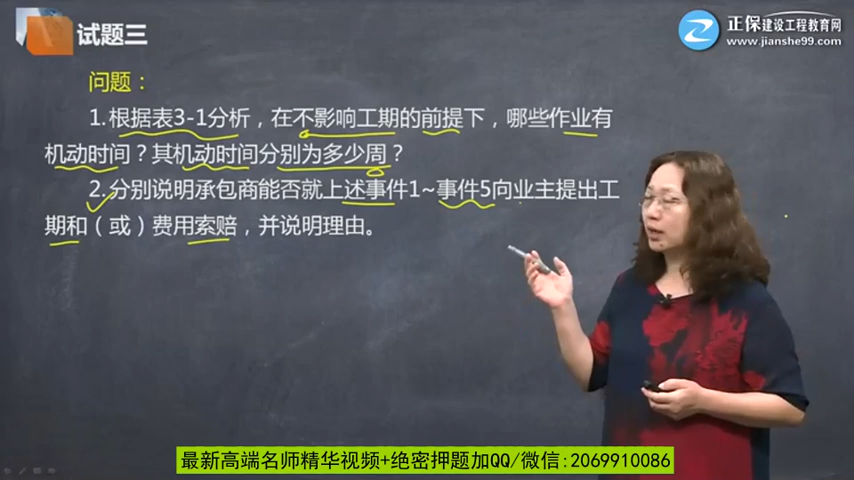 试题三
正保建设工程教育网
www.jianshe99.com
问题：
1.根据表3-1分析，在不影响工期的前提下，哪些作业有
机动时间？其机动时间分别为多少周？
2.分别说明承包商能否就上述事件1~事件5向业主提出工
期和（或）费用索赔，并说明理由。
最新高端名师精华视频+绝密押题加QQ/微信:2069910086